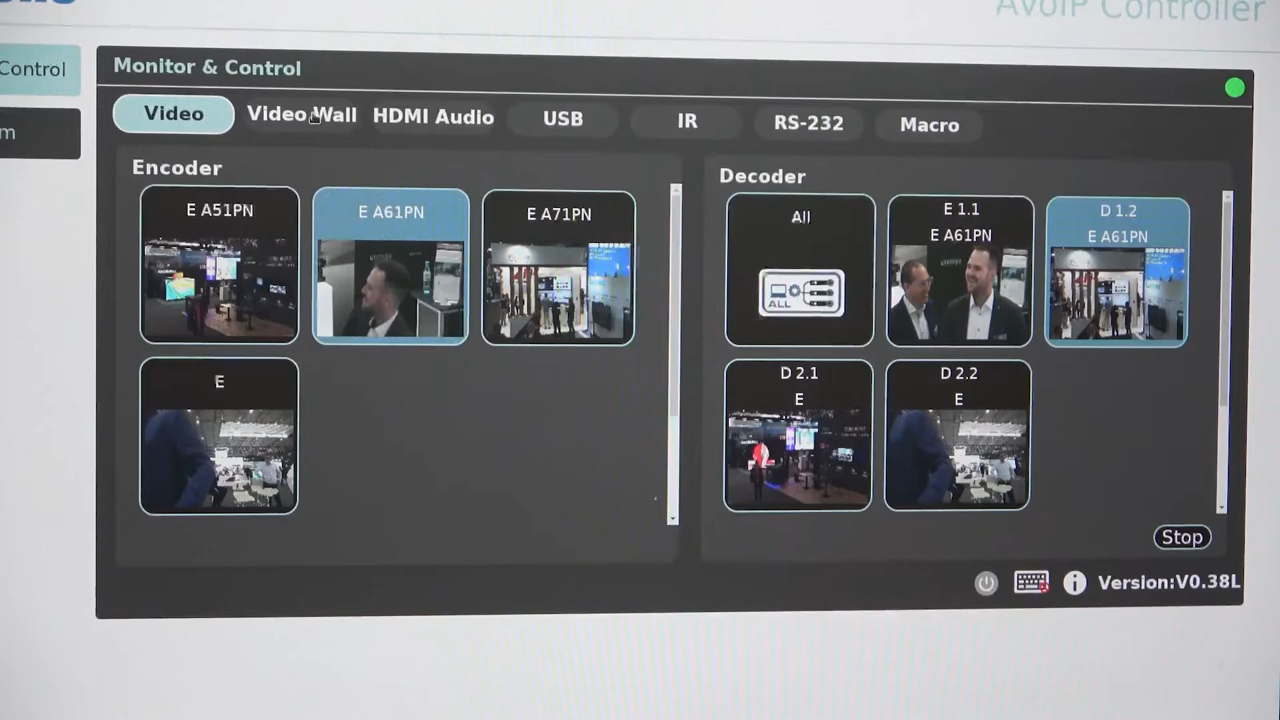 AVoIP Controller
Control
Monitor & Control
Video
Video Wall
HDMI Audio
USB
IR
RS-232
Macro
Encoder
E A51PN
E A61PN
E A71PN
E
Decoder
All
ALL
E 1.1
E A61PN
D 1.2
E A61PN
D 2.1
E
D 2.2
E
Stop
Version:V0.38L